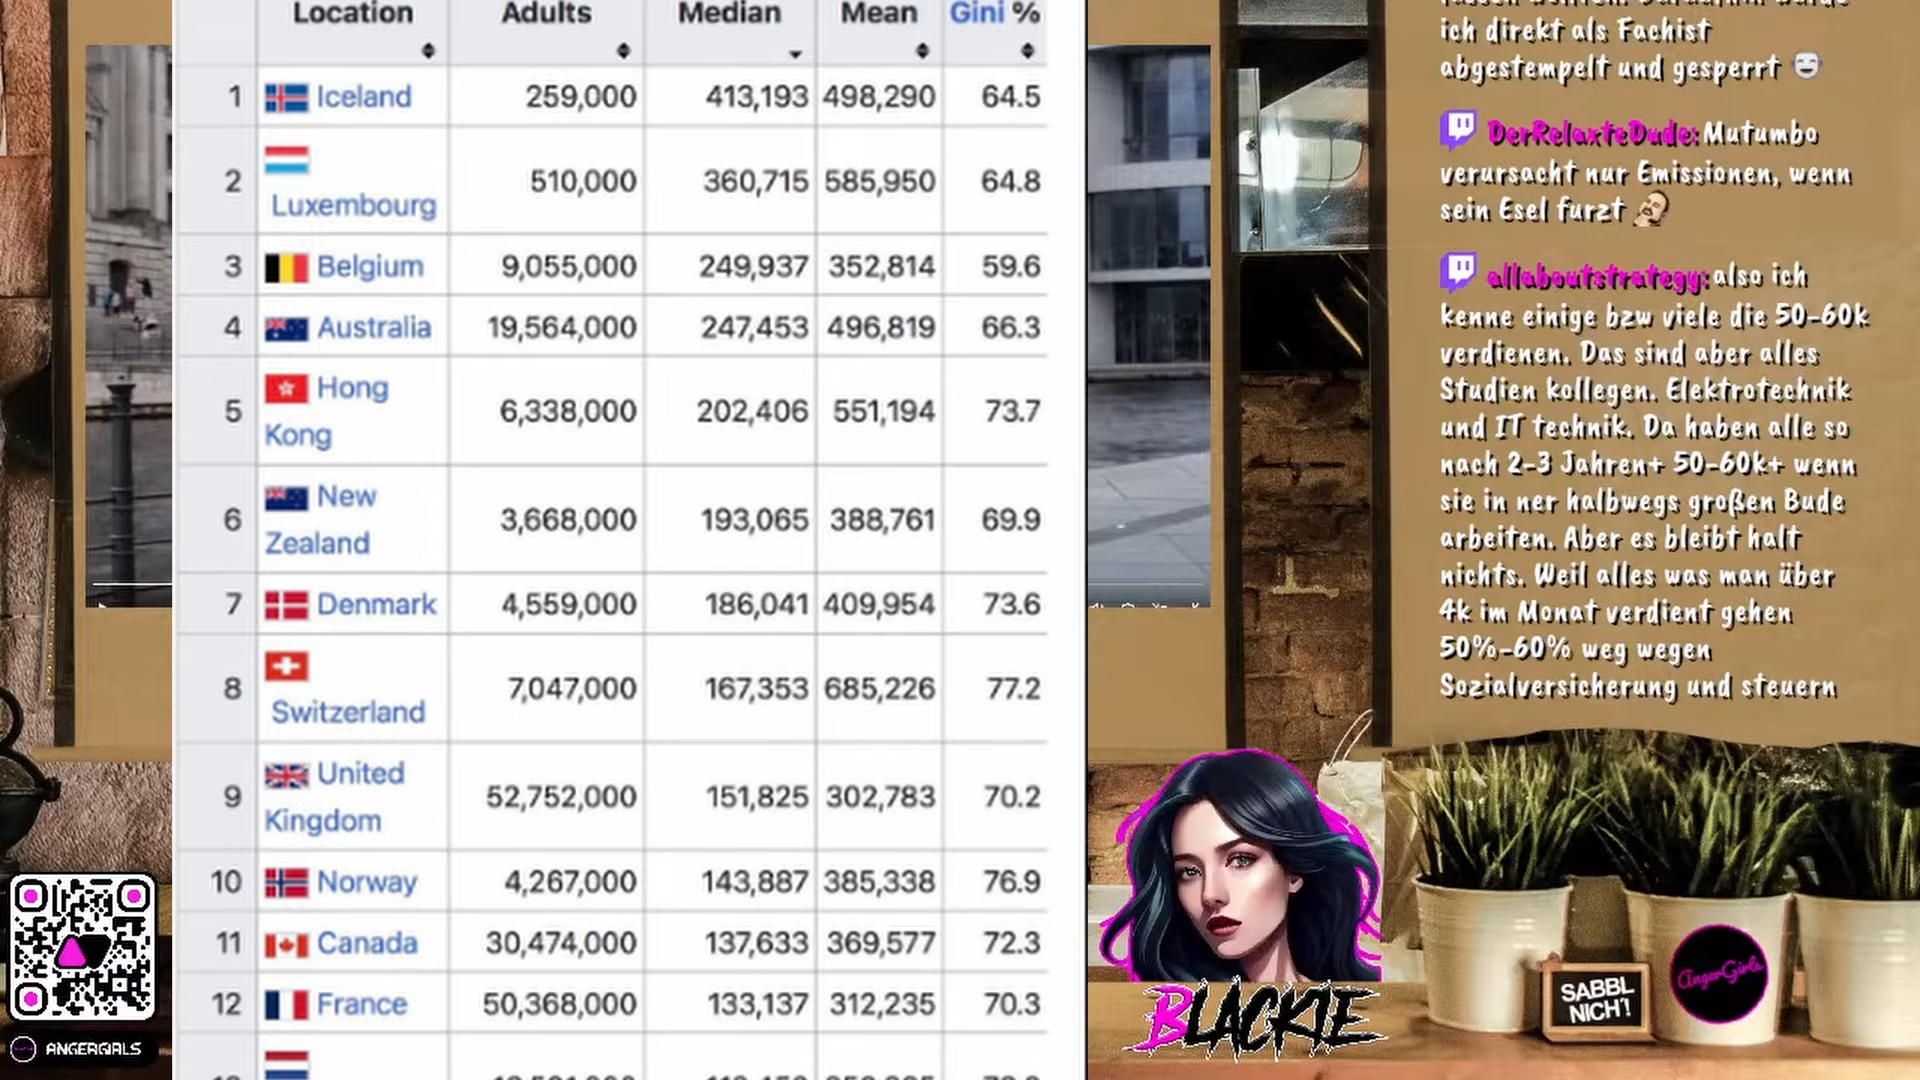 Location Adults Median Mean Gini %
1 Iceland 259,000 413,193 498,290 64.5
2 Luxembourg 510,000 360,715 585,950 64.8
3 Belgium 9,055,000 249,937 352,814 59.6
4 Australia 19,564,000 247,453 496,819 66.3
5 Hong Kong 6,338,000 202,406 551,194 73.7
6 New Zealand 3,668,000 193,065 388,761 69.9
7 Denmark 4,559,000 186,041 409,954 73.6
8 Switzerland 7,047,000 167,353 685,226 77.2
9 United Kingdom 52,752,000 151,825 302,783 70.2
10 Norway 4,267,000 143,887 385,338 76.9
11 Canada 30,474,000 137,633 369,577 72.3
12 France 50,368,000 133,137 312,235 70.3
ich direkt als Fachist
abgestempelt und gesperrt
DerRelaxteDude: Mutumbo
verursacht nur Emissionen, wenn
sein Esel furzt
allaboutstrategy: also ich
kenne einige bzw viele die 50-60k
verdienen. Das sind aber alles
Studien kollegen. Elektrotechnik
und IT technik. Da haben alle so
nach 2-3 Jahren+ 50-60k+ wenn
sie in ner halbwegs großen Bude
arbeiten. Aber es bleibt halt
nichts. Weil alles was man über
4k im Monat verdient gehen
50%-60% weg wegen
Sozialversicherung und steuern
BLACKIE
SABBL
NICH'!
AngerGirls
ANGERGIRLS